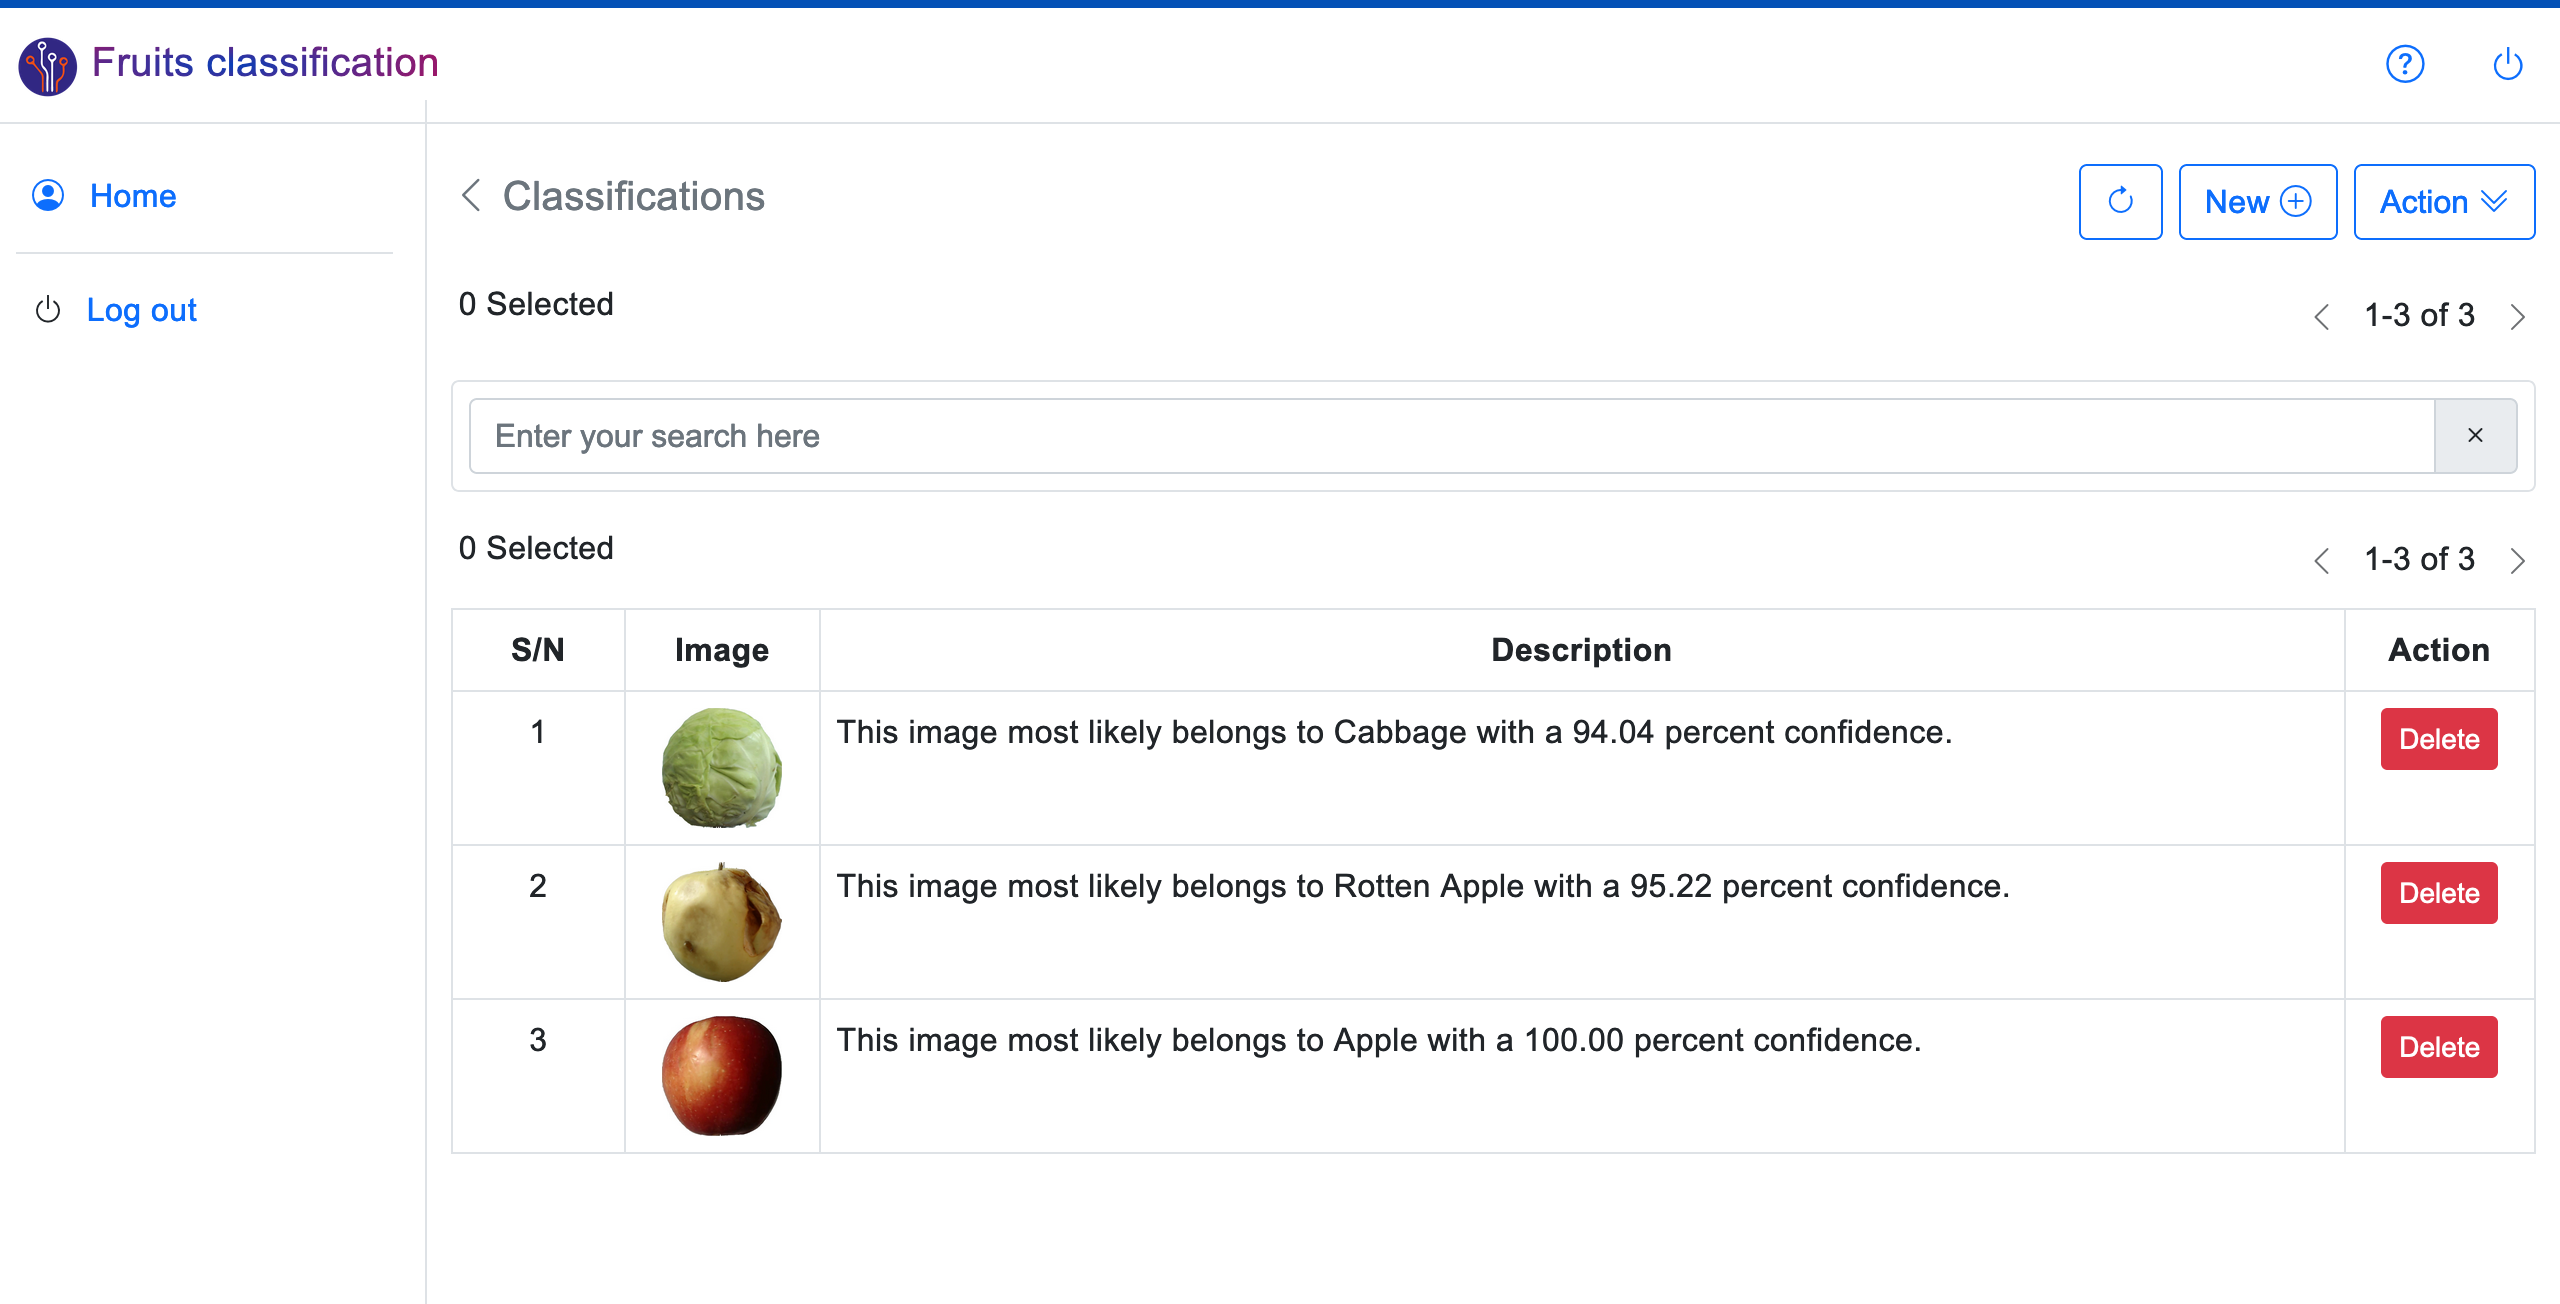 Fruits classification
Home
Log out
Classifications
New
Action
0 Selected
1-3 of 3
Enter your search here
0 Selected
1-3 of 3
S/N Image Description Action
1 This image most likely belongs to Cabbage with a 94.04 percent confidence. Delete
2 This image most likely belongs to Rotten Apple with a 95.22 percent confidence. Delete
3 This image most likely belongs to Apple with a 100.00 percent confidence. Delete